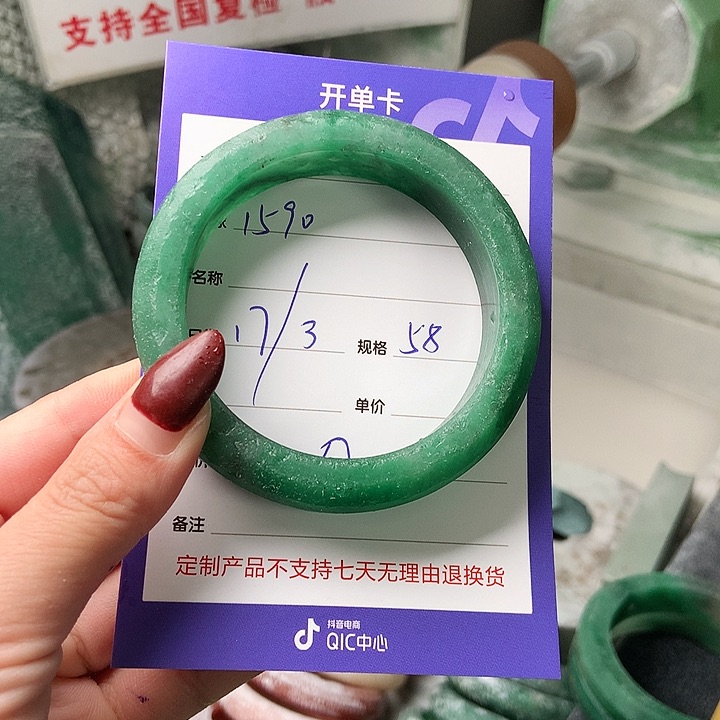 支持全国复检
开单卡
1590
名称
17/3 规格 58
单价
备注
定制产品不支持七天无理由退换货
抖音电商
QIC中心